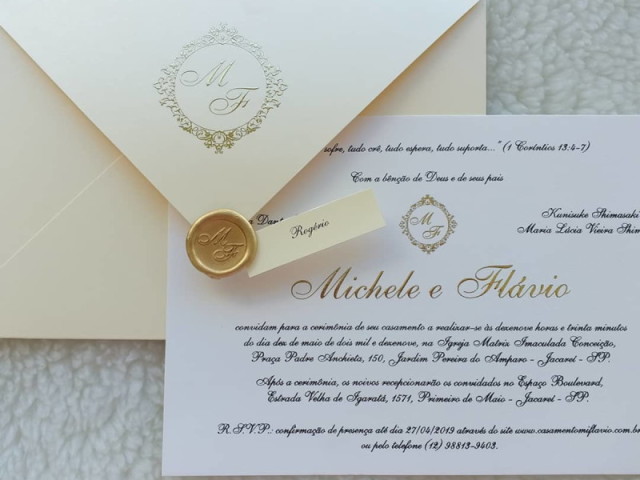 M
F
sofre, tudo crê, tudo espera, tudo suporta..." (1 Coríntios 13:4-7)
Com a bênção de Deus e de seus pais
M F
Rogério
M
F
Kunisuke Shimasaki
Maria Lúcia Vieira Shim
Michele e Flávio
convidam para a cerimônia de seu casamento a realizar-se às dezenove horas e trinta minutos
do dia dez de maio de dois mil e dezenove, na Igreja Matriz Imaculada Conceição,
Praça Padre Anchieta, 150, Jardim Pereira do Amparo - Jacareí - SP.
Após a cerimônia, os noivos recepcionarão os convidados no Espaço Boulevard,
Estrada Velha de Igaratá, 1571, Primeiro de Maio - Jacareí - SP.
R.S.V.P.: confirmação de presença até dia 27/04/2019 através do site www.casamentomiflavio.com.b
ou pelo telefone (12) 98813-9403.